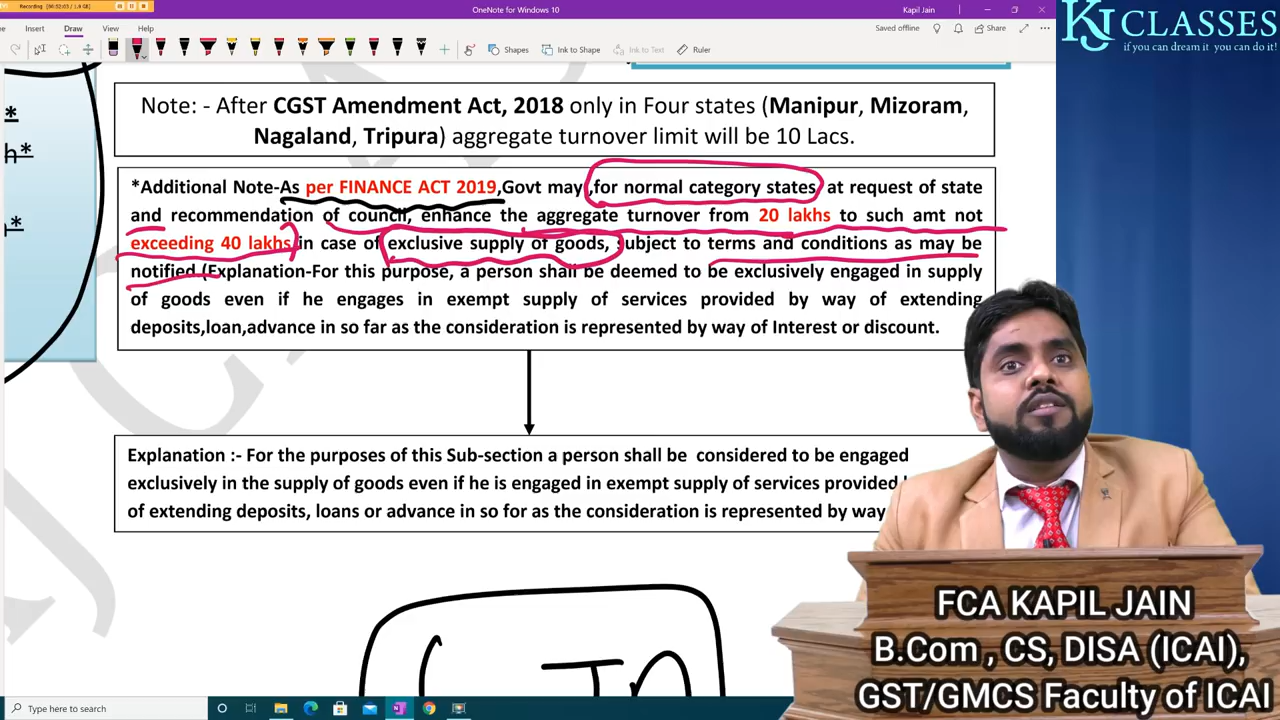 Recording
OneNote for Windows 10
Kapil Jain
Insert Draw View Help
Saved offline
Share
Shapes Ink to Shape Ink to Text Ruler
KJ CLASSES
if you can dream it you can do it!
Note: - After CGST Amendment Act, 2018 only in Four states (Manipur, Mizoram,
Nagaland, Tripura) aggregate turnover limit will be 10 Lacs.
*Additional Note-As per FINANCE ACT 2019,Govt may ,for normal category states at request of state
and recommendation of council, enhance the aggregate turnover from 20 lakhs to such amt not
exceeding 40 lakhs in case of exclusive supply of goods, subject to terms and conditions as may be
notified (Explanation-For this purpose, a person shall be deemed to be exclusively engaged in supply
of goods even if he engages in exempt supply of services provided by way of extending
deposits,loan,advance in so far as the consideration is represented by way of Interest or discount.
Explanation :- For the purposes of this Sub-section a person shall be considered to be engaged
exclusively in the supply of goods even if he is engaged in exempt supply of services provided
of extending deposits, loans or advance in so far as the consideration is represented by way
FCA KAPIL JAIN
B.Com , CS, DISA (ICAI),
GST/GMCS Faculty of ICAI
Type here to search